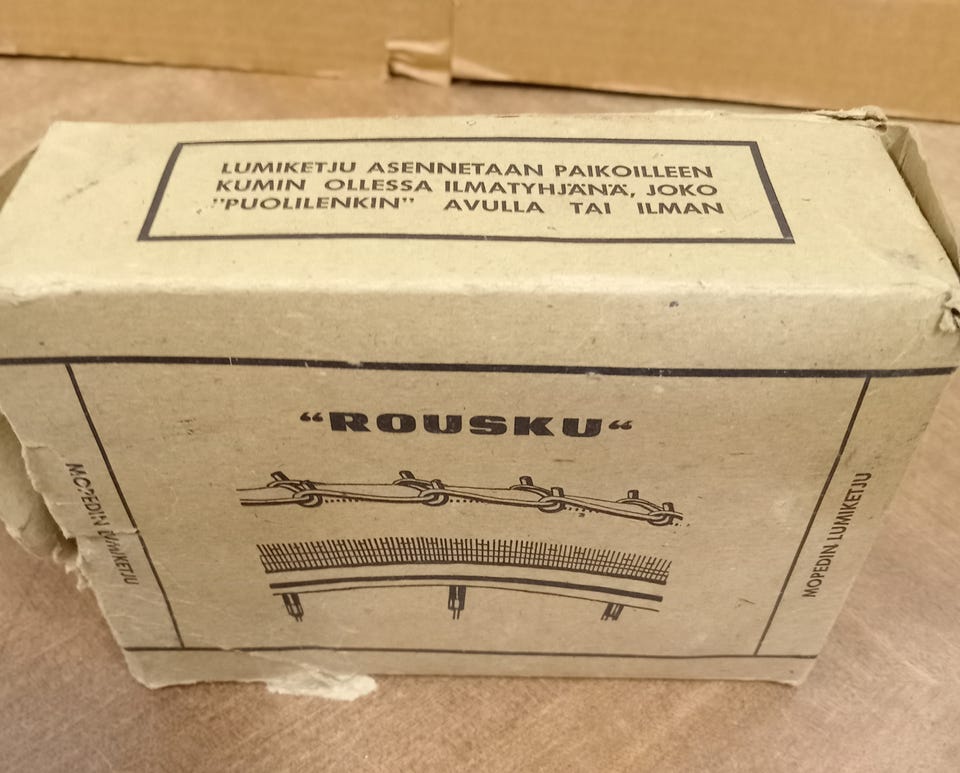 LUMIKETJU ASENNETAAN PAIKOILLEEN
KUMIN OLLESSA ILMATYHJÄNÄ, JOKO
"PUOLILENKIN" AVULLA TAI ILMAN
“ROUSKU“
MOPEDIN LUMIKETJU
MOPEDIN LUMIKETJU